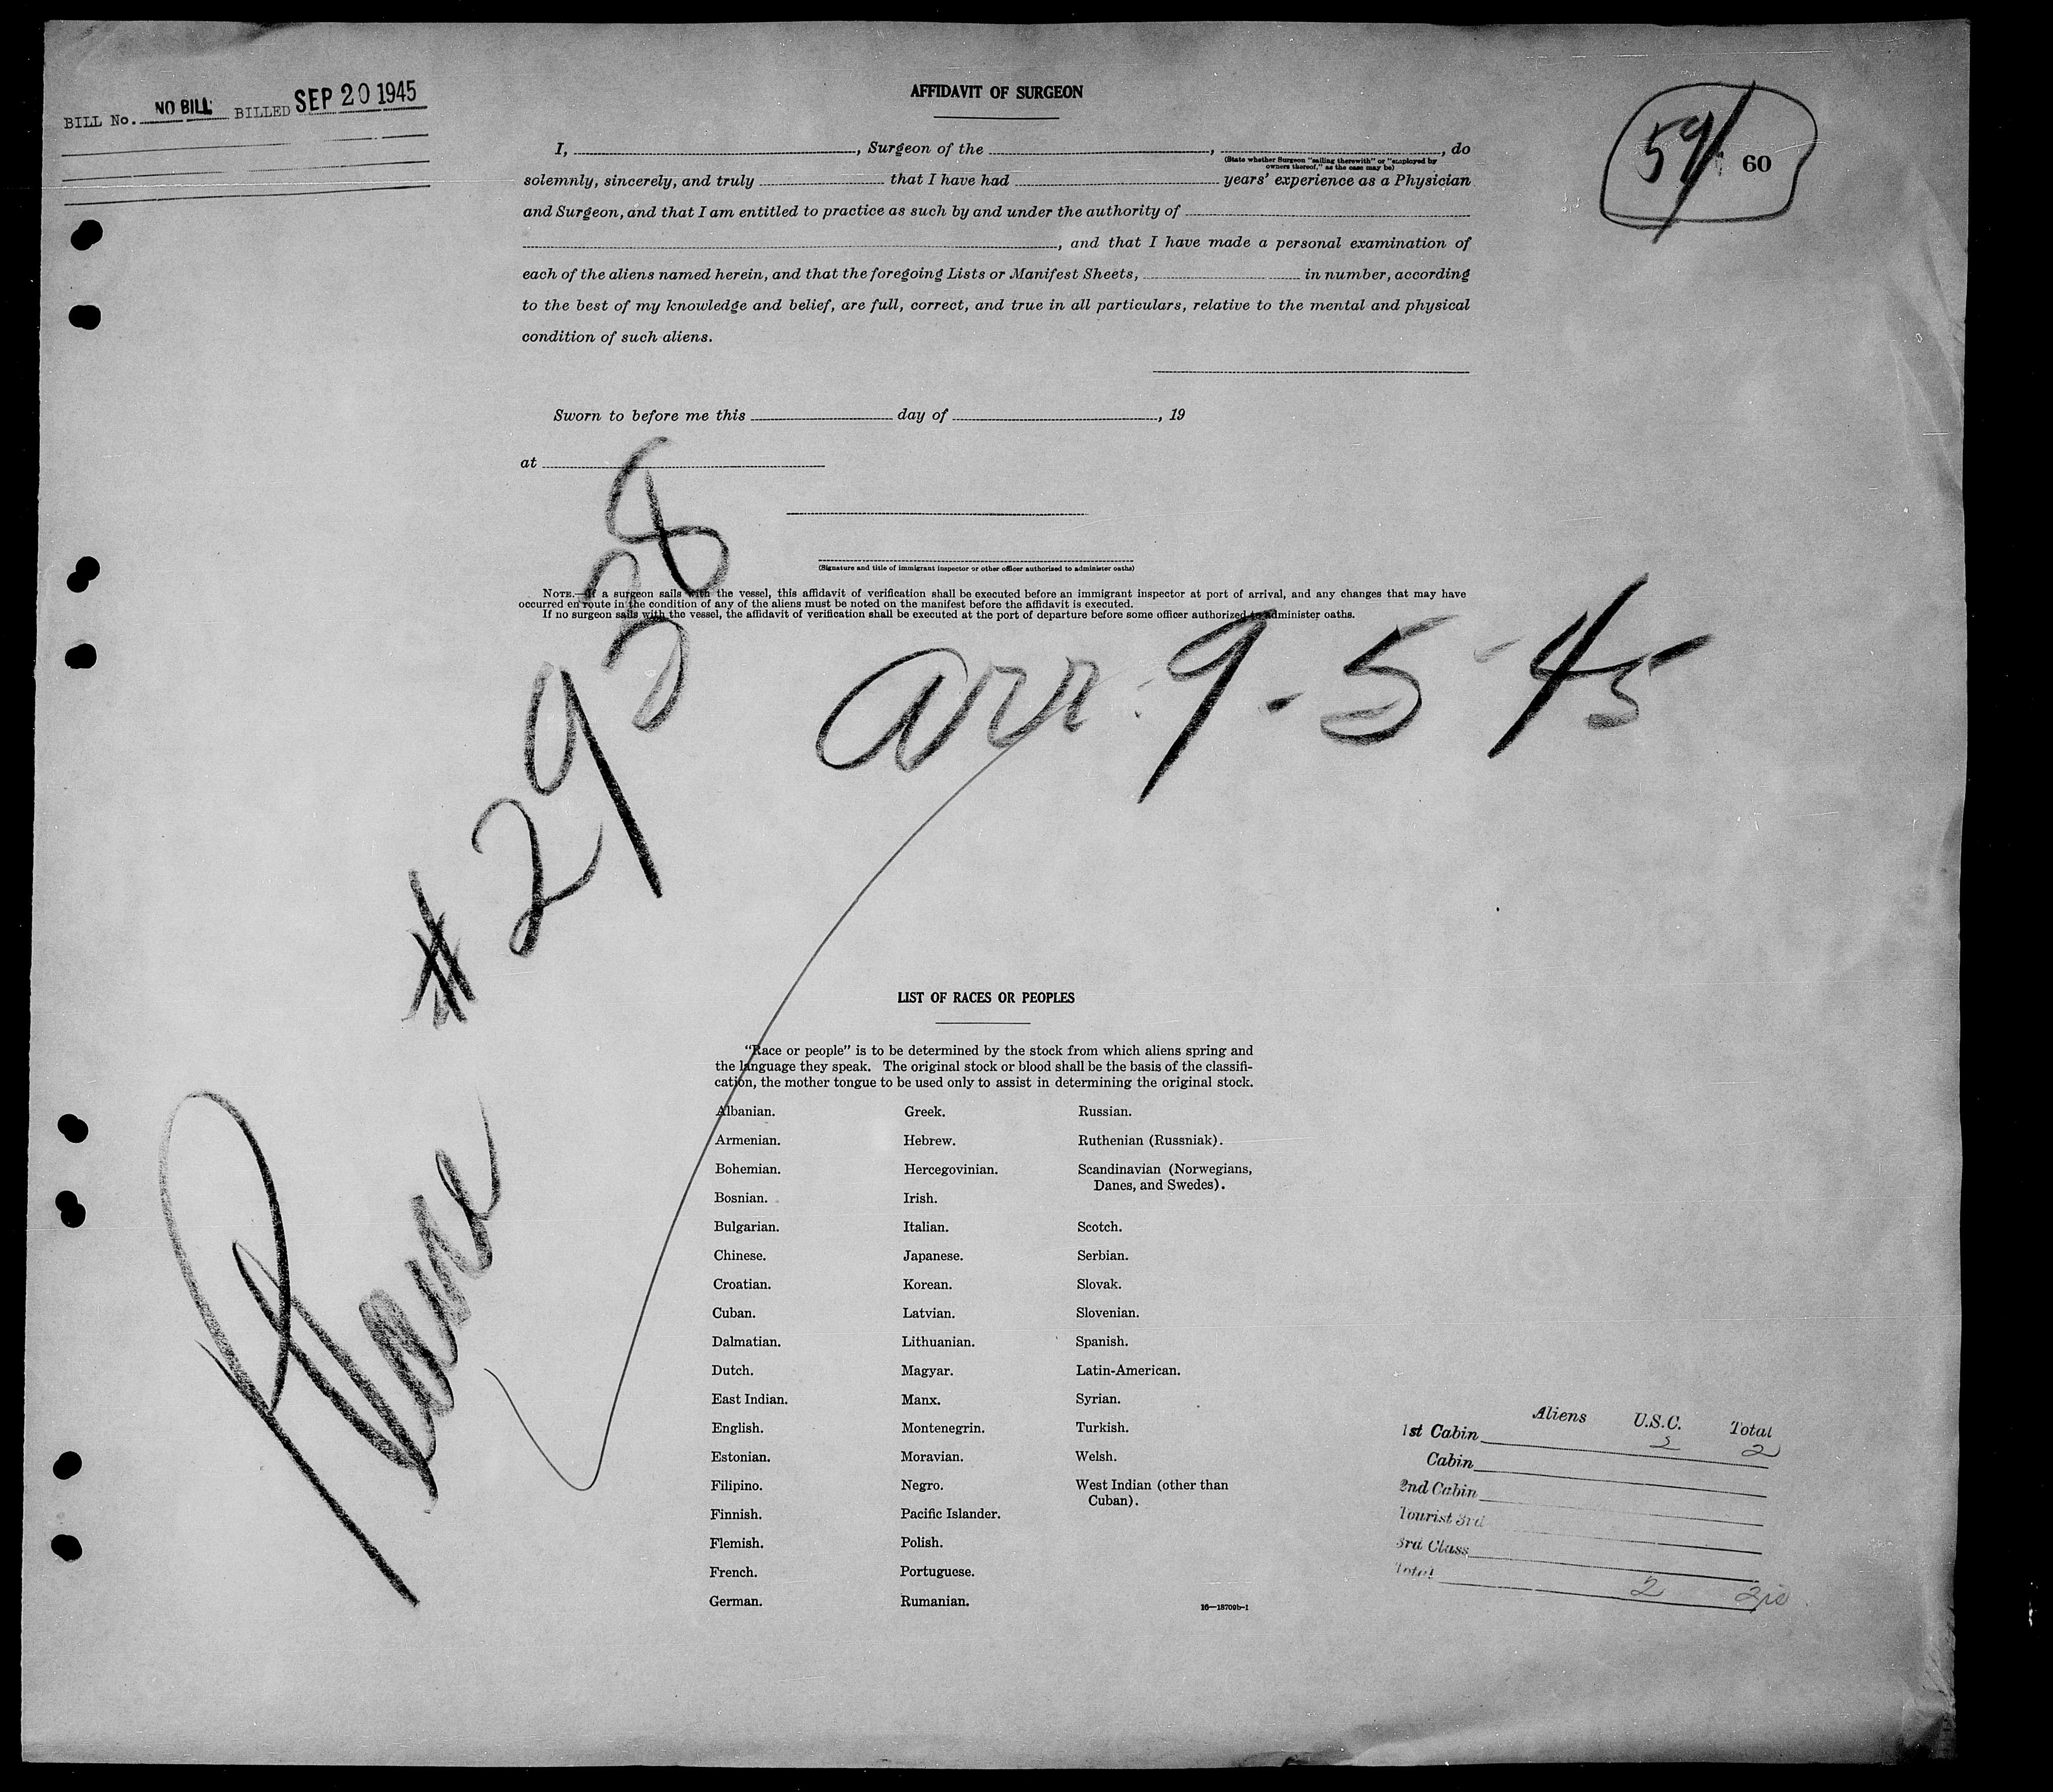 BILL No. NO BILL BILLED SEP 20 1945
AFFIDAVIT OF SURGEON
60
I, , Surgeon of the , , do
(State whether Surgeon "sailing therewith" or "employed by
owners thereof," as the case may be)
solemnly, sincerely, and truly that I have had years' experience as a Physician
and Surgeon, and that I am entitled to practice as such by and under the authority of
, and that I have made a personal examination of
each of the aliens named herein, and that the foregoing Lists or Manifest Sheets, in number, according
to the best of my knowledge and belief, are full, correct, and true in all particulars, relative to the mental and physical
condition of such aliens.
Sworn to before me this day of , 19
at
(Signature and title of immigrant inspector or other officer authorized to administer oaths)
NOTE.—If a surgeon sails with the vessel, this affidavit of verification shall be executed before an immigrant inspector at port of arrival, and any changes that may have
occurred en route in the condition of any of the aliens must be noted on the manifest before the affidavit is executed.
If no surgeon sails with the vessel, the affidavit of verification shall be executed at the port of departure before some officer authorized to administer oaths.
arr. 9-5-45
Plane #
LIST OF RACES OR PEOPLES
"Race or people" is to be determined by the stock from which aliens spring and
the language they speak. The original stock or blood shall be the basis of the classifi-
cation, the mother tongue to be used only to assist in determining the original stock.
Albanian. Greek. Russian.
Armenian. Hebrew. Ruthenian (Russniak).
Bohemian. Hercegovinian. Scandinavian (Norwegians,
Danes, and Swedes).
Bosnian. Irish.
Bulgarian. Italian. Scotch.
Chinese. Japanese. Serbian.
Croatian. Korean. Slovak.
Cuban. Latvian. Slovenian.
Dalmatian. Lithuanian. Spanish.
Dutch. Magyar. Latin-American.
East Indian. Manx. Syrian.
English. Montenegrin. Turkish.
Estonian. Moravian. Welsh.
Filipino. Negro. West Indian (other than
Cuban).
Finnish. Pacific Islander.
Flemish. Polish.
French. Portuguese.
German. Rumanian.
16—18709b-1
Aliens U.S.C. Total
1st Cabin 2 2
Cabin
2nd Cabin
Tourist 3rd
3rd Class
Total 2